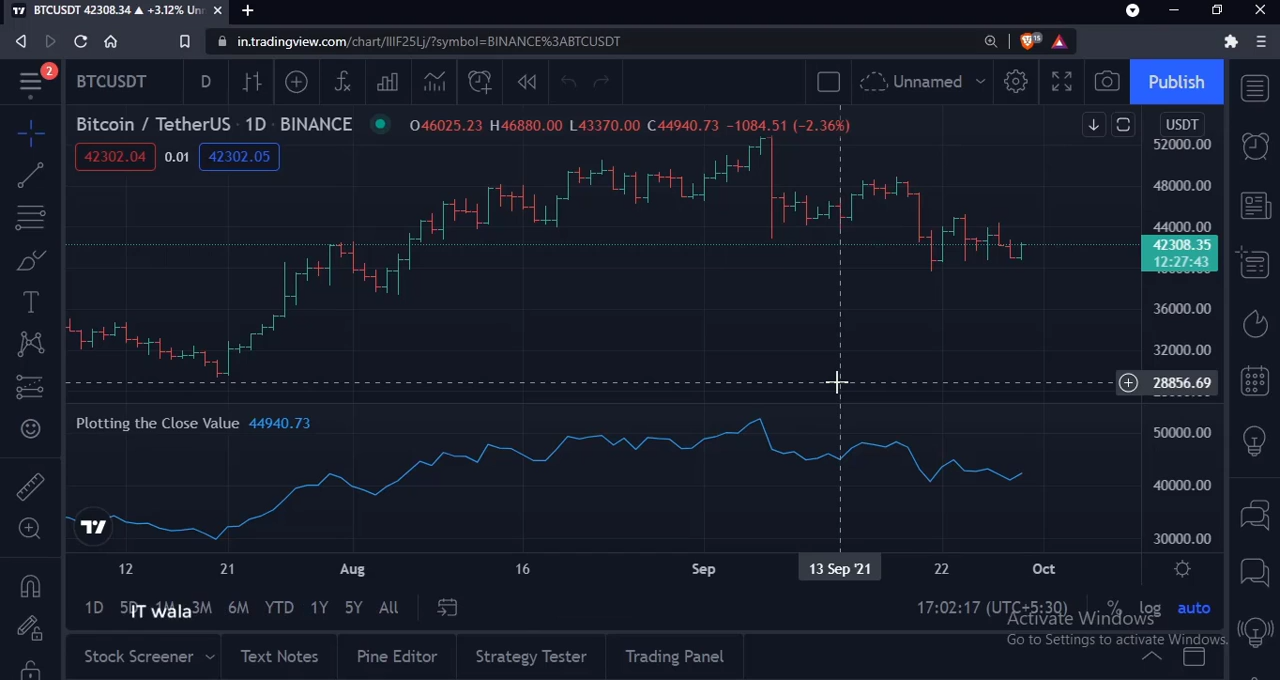 BTCUSDT 42308.34 ▲ +3.12% Un
in.tradingview.com/chart/IIIF25Lj/?symbol=BINANCE%3ABTCUSDT
15
2
BTCUSDT D
Unnamed
Publish
Bitcoin / TetherUS · 1D · BINANCE O46025.23 H46880.00 L43370.00 C44940.73 −1084.51 (−2.36%)
USDT
42302.04 0.01 42302.05
52000.00
48000.00
44000.00
42308.35
12:27:43
36000.00
32000.00
28856.69
Plotting the Close Value 44940.73
50000.00
40000.00
30000.00
12 21 Aug 16 Sep 13 Sep '21 22 Oct
1D 5D 1M 3M 6M YTD 1Y 5Y All
IT wala
17:02:17 (UTC+5:30) % log auto
Activate Windows
Go to Settings to activate Windows.
Stock Screener Text Notes Pine Editor Strategy Tester Trading Panel